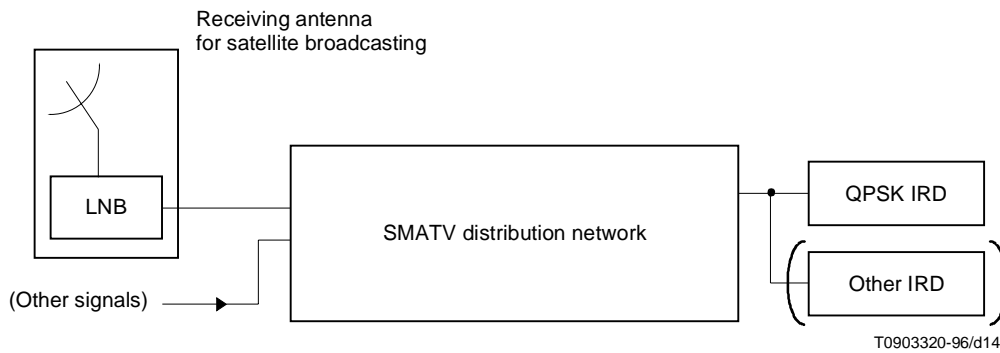 Receiving antenna
for satellite broadcasting
LNB
QPSK IRD
SMATV distribution network
Other IRD
(Other signals)
T0903320-96/d14